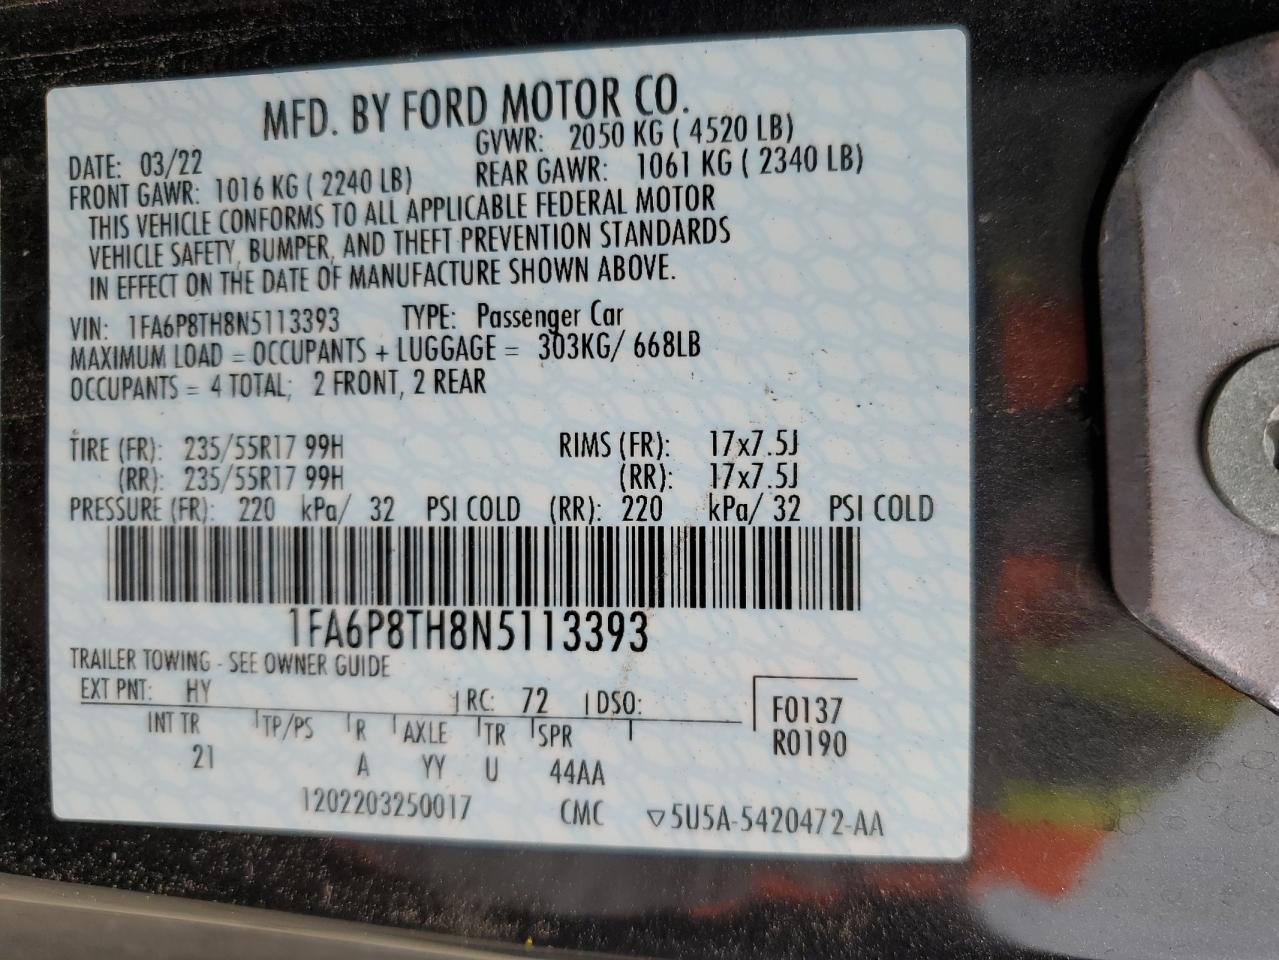 MFD. BY FORD MOTOR CO.
DATE: 03/22 GVWR: 2050 KG ( 4520 LB)
FRONT GAWR: 1016 KG ( 2240 LB) REAR GAWR: 1061 KG ( 2340 LB)
THIS VEHICLE CONFORMS TO ALL APPLICABLE FEDERAL MOTOR
VEHICLE SAFETY, BUMPER, AND THEFT PREVENTION STANDARDS
IN EFFECT ON THE DATE OF MANUFACTURE SHOWN ABOVE.
VIN: 1FA6P8TH8N5113393 TYPE: Passenger Car
MAXIMUM LOAD = OCCUPANTS + LUGGAGE = 303KG/ 668LB
OCCUPANTS = 4 TOTAL; 2 FRONT, 2 REAR
TIRE (FR): 235/55R17 99H RIMS (FR): 17x7.5J
(RR): 235/55R17 99H (RR): 17x7.5J
PRESSURE (FR): 220 kPa/ 32 PSI COLD (RR): 220 kPa/ 32 PSI COLD
1FA6P8TH8N5113393
TRAILER TOWING - SEE OWNER GUIDE
EXT PNT: HY RC: 72 DSO: F0137
INT TR TP/PS R AXLE TR SPR R0190
21 A YY U 44AA
1202203250017 CMC ▽5U5A-5420472-AA